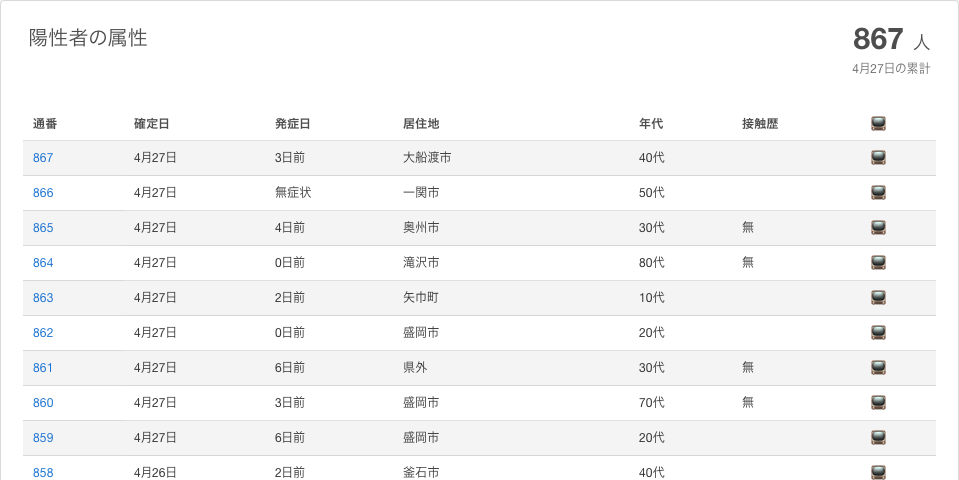 陽性者の属性
867 人
4月27日の累計
通番 確定日 発症日 居住地 年代 接触歴
867 4月27日 3日前 大船渡市 40代
866 4月27日 無症状 一関市 50代
865 4月27日 4日前 奥州市 30代 無
864 4月27日 0日前 滝沢市 80代 無
863 4月27日 2日前 矢巾町 10代
862 4月27日 0日前 盛岡市 20代
861 4月27日 6日前 県外 30代 無
860 4月27日 3日前 盛岡市 70代 無
859 4月27日 6日前 盛岡市 20代
858 4月26日 2日前 釜石市 40代